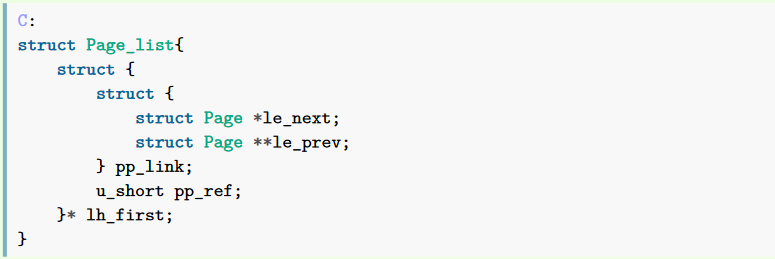 C:
struct Page_list{
    struct {
        struct {
            struct Page *le_next;
            struct Page **le_prev;
        } pp_link;
        u_short pp_ref;
    }* lh_first;
}